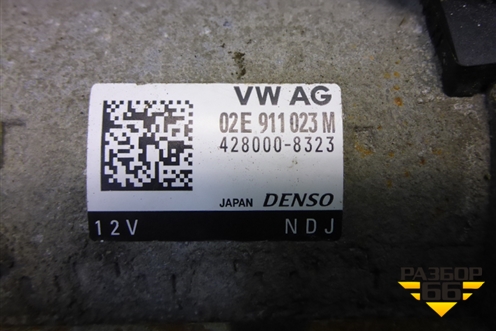 VW AG
02E 911 023 M
428000-8323
JAPAN DENSO
12V NDJ
РАЗБОР
66